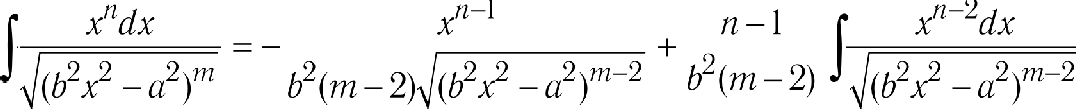 ∫ xⁿdx / √((b²x² − a²)ᵐ) = − xⁿ⁻¹ / (b²(m − 2)√((b²x² − a²)ᵐ⁻²)) + (n − 1) / (b²(m − 2)) ∫ xⁿ⁻²dx / √((b²x² − a²)ᵐ⁻²)